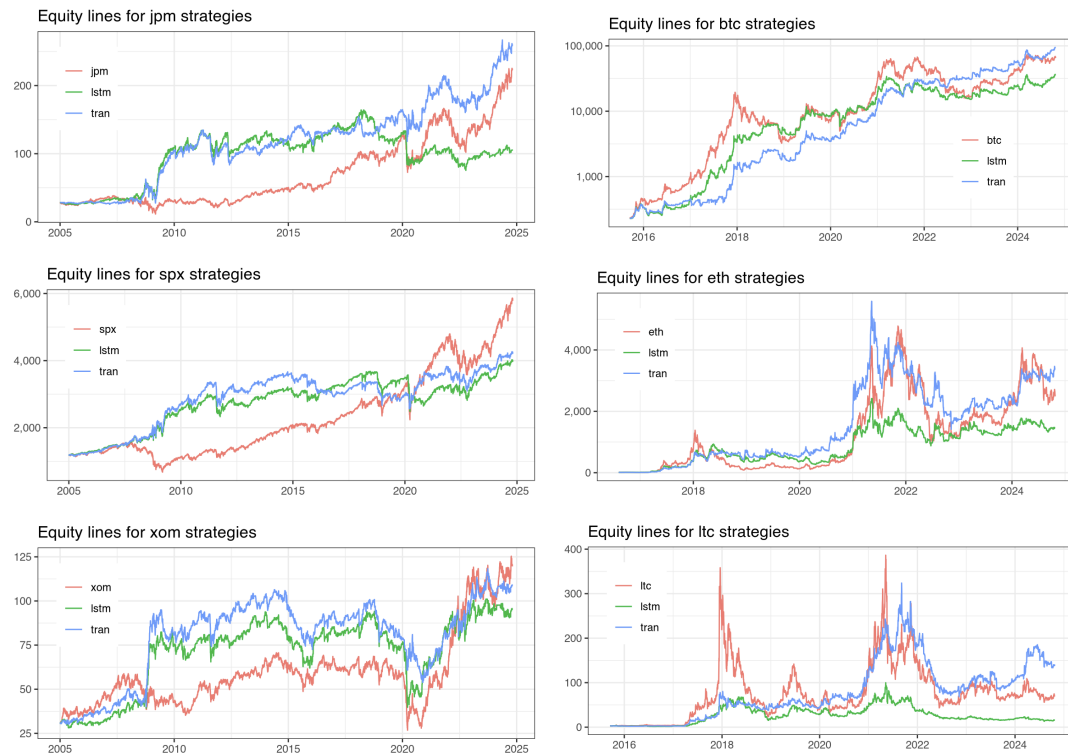 Equity lines for jpm strategies
200
100
0
jpm
lstm
tran
2005
2010
2015
2020
2025
Equity lines for btc strategies
100,000
10,000
1,000
btc
lstm
tran
2016
2018
2020
2022
2024
Equity lines for spx strategies
6,000
4,000
2,000
spx
lstm
tran
2005
2010
2015
2020
2025
Equity lines for eth strategies
4,000
2,000
0
eth
lstm
tran
2018
2020
2022
2024
Equity lines for xom strategies
125
100
75
50
25
xom
lstm
tran
2005
2010
2015
2020
2025
Equity lines for ltc strategies
400
300
200
100
0
ltc
lstm
tran
2016
2018
2020
2022
2024